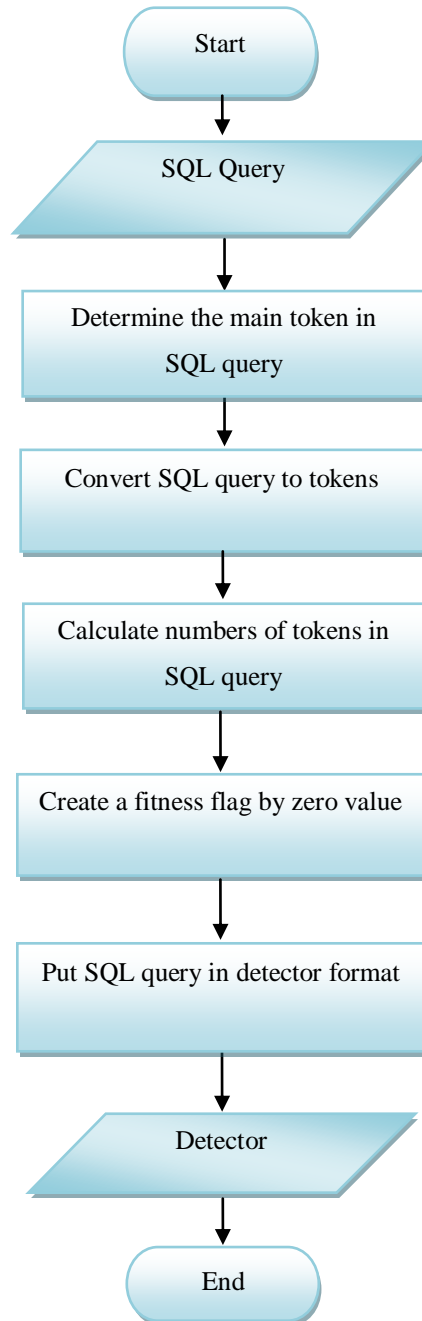 Start
SQL Query
Determine the main token in
SQL query
Convert SQL query to tokens
Calculate numbers of tokens in
SQL query
Create a fitness flag by zero value
Put SQL query in detector format
Detector
End